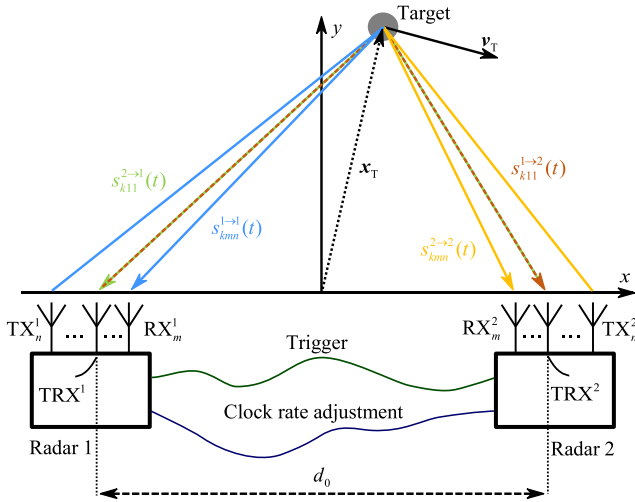 Target
y
v_T
x_T
s_{k11}^{2→1}(t)
s_{kmn}^{1→1}(t)
s_{k11}^{1→2}(t)
s_{kmn}^{2→2}(t)
x
TX_n^1 ... ... RX_m^1
RX_m^2 ... ... TX_n^2
Trigger
TRX^1
TRX^2
Clock rate adjustment
Radar 1
Radar 2
d_0